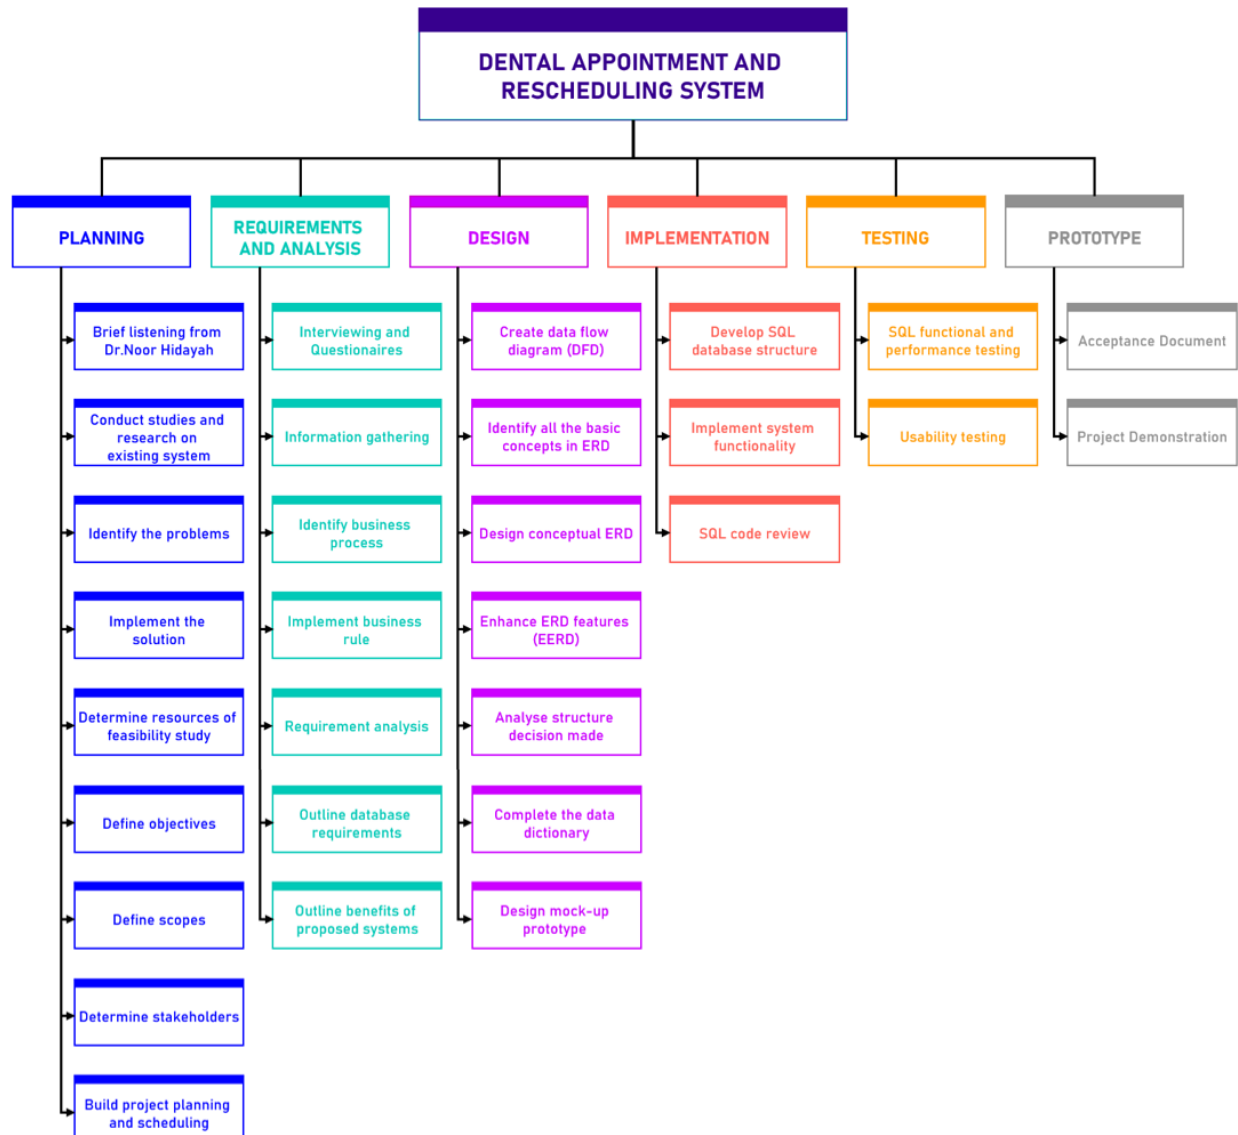 DENTAL APPOINTMENT AND
RESCHEDULING SYSTEM
PLANNING
REQUIREMENTS
AND ANALYSIS
DESIGN
IMPLEMENTATION
TESTING
PROTOTYPE
Brief listening from
Dr.Noor Hidayah
Conduct studies and
research on
existing system
Identify the problems
Implement the
solution
Determine resources of
feasibility study
Define objectives
Define scopes
Determine stakeholders
Build project planning
and scheduling
Interviewing and
Questionaires
Information gathering
Identify business
process
Implement business
rule
Requirement analysis
Outline database
requirements
Outline benefits of
proposed systems
Create data flow
diagram (DFD)
Identify all the basic
concepts in ERD
Design conceptual ERD
Enhance ERD features
(EERD)
Analyse structure
decision made
Complete the data
dictionary
Design mock-up
prototype
Develop SQL
database structure
Implement system
functionality
SQL code review
SQL functional and
performance testing
Usability testing
Acceptance Document
Project Demonstration